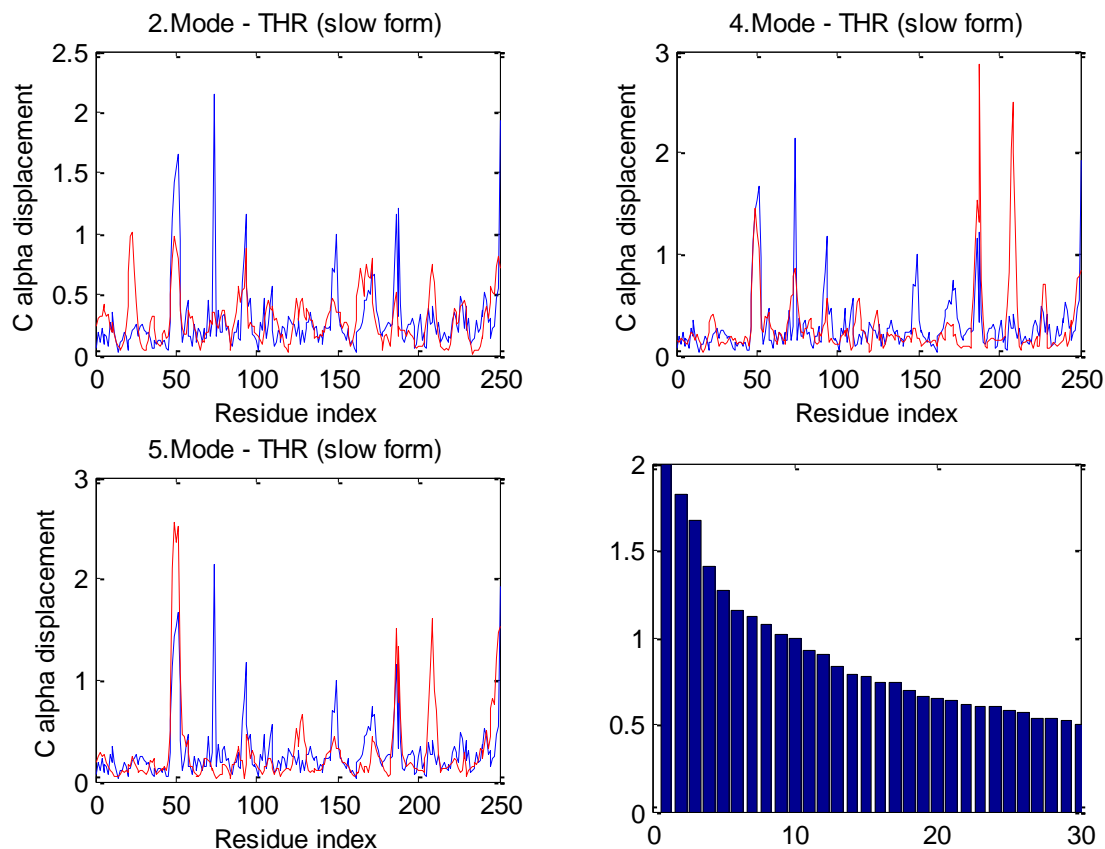 2.Mode - THR (slow form)
2.5
2
1.5
1
0.5
0
C alpha displacement
0 50 100 150 200 250
Residue index
4.Mode - THR (slow form)
3
2
1
0
C alpha displacement
0 50 100 150 200 250
Residue index
5.Mode - THR (slow form)
3
2
1
0
C alpha displacement
0 50 100 150 200 250
Residue index
2
1.5
1
0.5
0
0 10 20 30